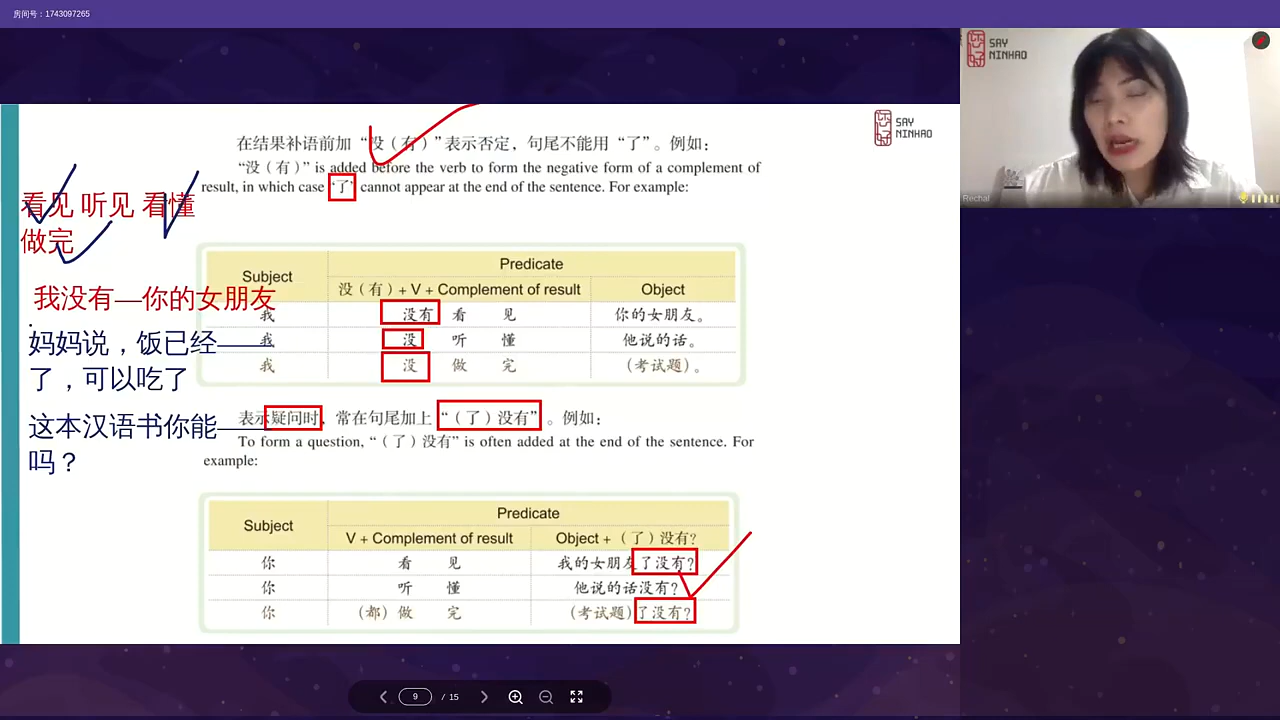 房间号：1743097265
SAY
NINHAO
在结果补语前加“没（有）”表示否定，句尾不能用“了”。例如：
“没（有）” is added before the verb to form the negative form of a complement of
result, in which case “了” cannot appear at the end of the sentence. For example:
看见 听见 看懂
做完
Subject Predicate
没（有）+ V + Complement of result Object
我没有—你的女朋友
我 没有 看 见 你的女朋友。
妈妈说，饭已经——
我 没 听 懂 他说的话。
了，可以吃了
我 没 做 完 （考试题）。
这本汉语书你能——
吗？
表示疑问时，常在句尾加上“（了）没有”。例如：
To form a question, “（了）没有” is often added at the end of the sentence. For
example:
Subject Predicate
V + Complement of result Object +（了）没有?
你 看 见 我的女朋友了没有?
你 听 懂 他说的话没有?
你 （都）做 完 （考试题）了没有?
SAY
NINHAO
Rechal
9 / 15